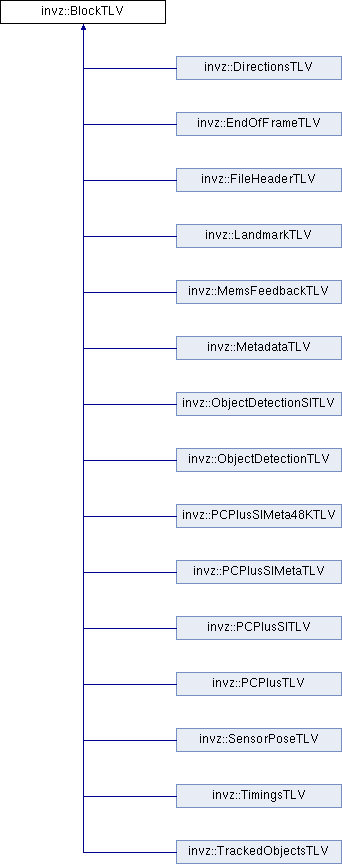 invz::BlockTLV
invz::DirectionsTLV
invz::EndOfFrameTLV
invz::FileHeaderTLV
invz::LandmarkTLV
invz::MemsFeedbackTLV
invz::MetadataTLV
invz::ObjectDetectionSITLV
invz::ObjectDetectionTLV
invz::PCPlusSIMeta48KTLV
invz::PCPlusSIMetaTLV
invz::PCPlusSITLV
invz::PCPlusTLV
invz::SensorPoseTLV
invz::TimingsTLV
invz::TrackedObjectsTLV